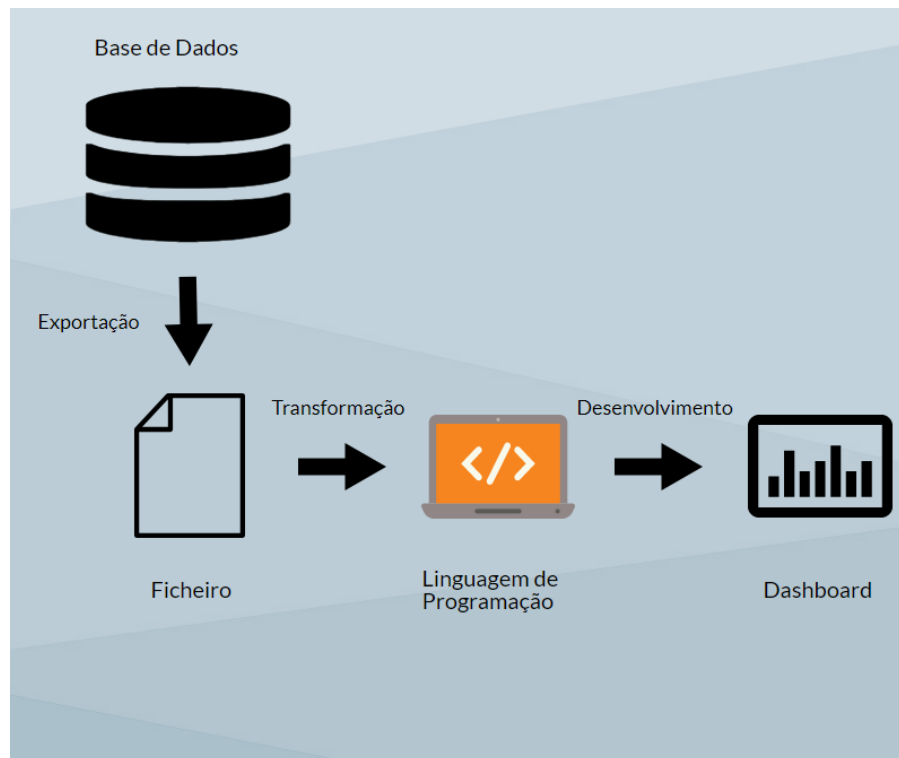 Base de Dados
Exportação
Transformação
Desenvolvimento
</>
Ficheiro
Linguagem de
Programação
Dashboard